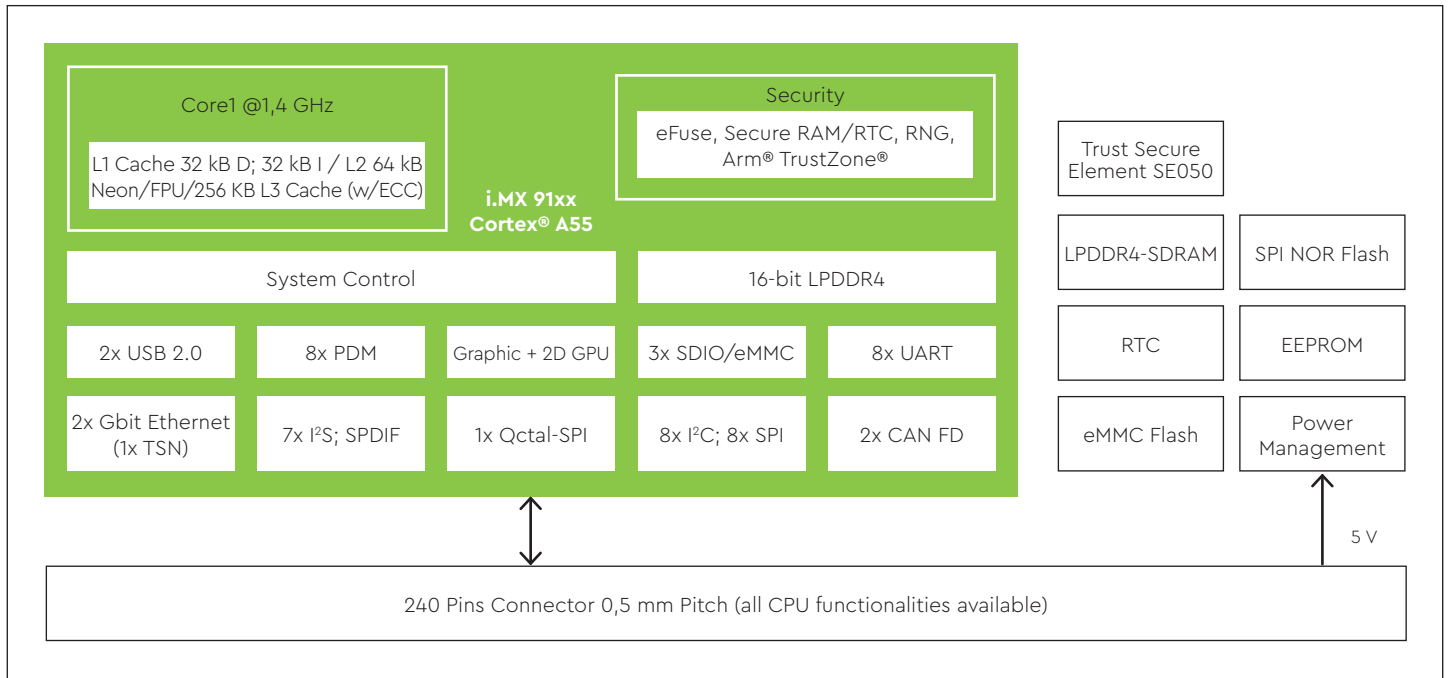 Core1 @1,4 GHz
L1 Cache 32 kB D; 32 kB I / L2 64 kB
Neon/FPU/256 KB L3 Cache (w/ECC)
i.MX 91xx
Cortex® A55
Security
eFuse, Secure RAM/RTC, RNG,
Arm® TrustZone®
System Control
16-bit LPDDR4
2x USB 2.0
8x PDM
Graphic + 2D GPU
3x SDIO/eMMC
8x UART
2x Gbit Ethernet
(1x TSN)
7x I²S; SPDIF
1x Qctal-SPI
8x I²C; 8x SPI
2x CAN FD
Trust Secure
Element SE050
LPDDR4-SDRAM
SPI NOR Flash
RTC
EEPROM
eMMC Flash
Power
Management
5 V
240 Pins Connector 0,5 mm Pitch (all CPU functionalities available)